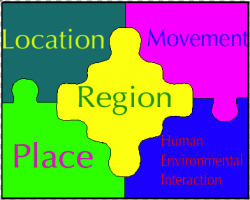 Location
Movement
Region
Place
Human
Environmental
Interaction